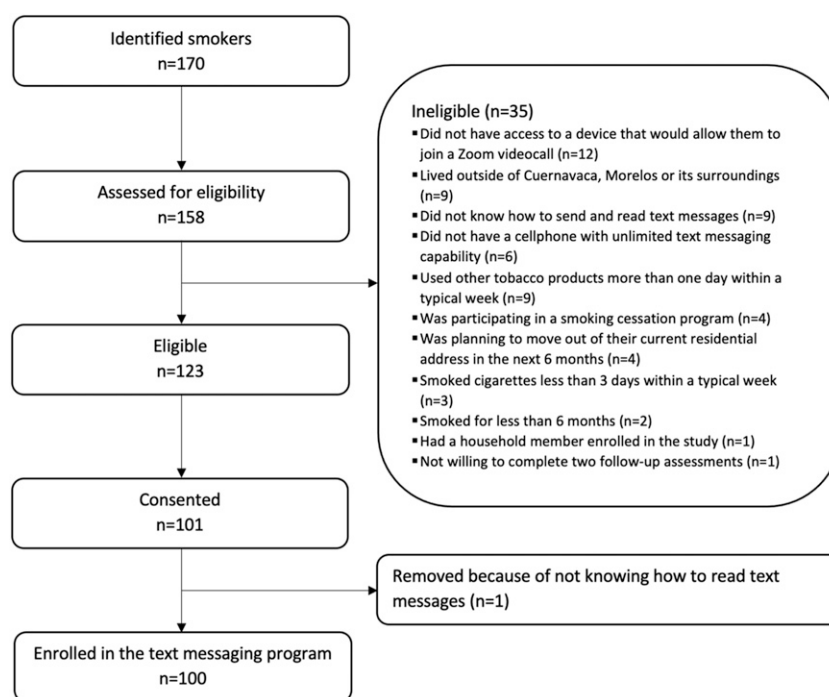 Identified smokers
n=170
Assessed for eligibility
n=158
Ineligible (n=35)
▪Did not have access to a device that would allow them to
join a Zoom videocall (n=12)
▪Lived outside of Cuernavaca, Morelos or its surroundings
(n=9)
▪Did not know how to send and read text messages (n=9)
▪Did not have a cellphone with unlimited text messaging
capability (n=6)
▪Used other tobacco products more than one day within a
typical week (n=9)
▪Was participating in a smoking cessation program (n=4)
▪Was planning to move out of their current residential
address in the next 6 months (n=4)
▪Smoked cigarettes less than 3 days within a typical week
(n=3)
▪Smoked for less than 6 months (n=2)
▪Had a household member enrolled in the study (n=1)
▪Not willing to complete two follow-up assessments (n=1)
Eligible
n=123
Consented
n=101
Removed because of not knowing how to read text
messages (n=1)
Enrolled in the text messaging program
n=100